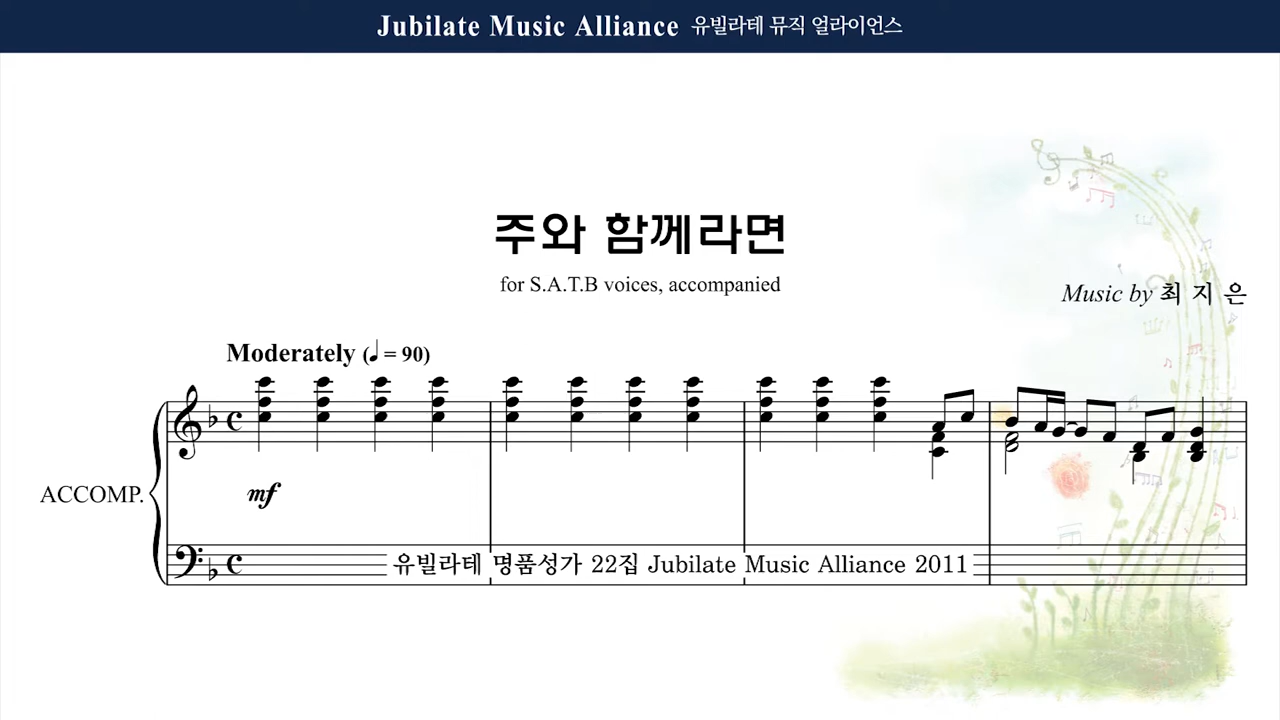 Jubilate Music Alliance 유빌라테 뮤직 얼라이언스
주와 함께라면
for S.A.T.B voices, accompanied
Music by 최 지 은
Moderately (♩ = 90)
ACCOMP.
mf
유빌라테 명품성가 22집 Jubilate Music Alliance 2011